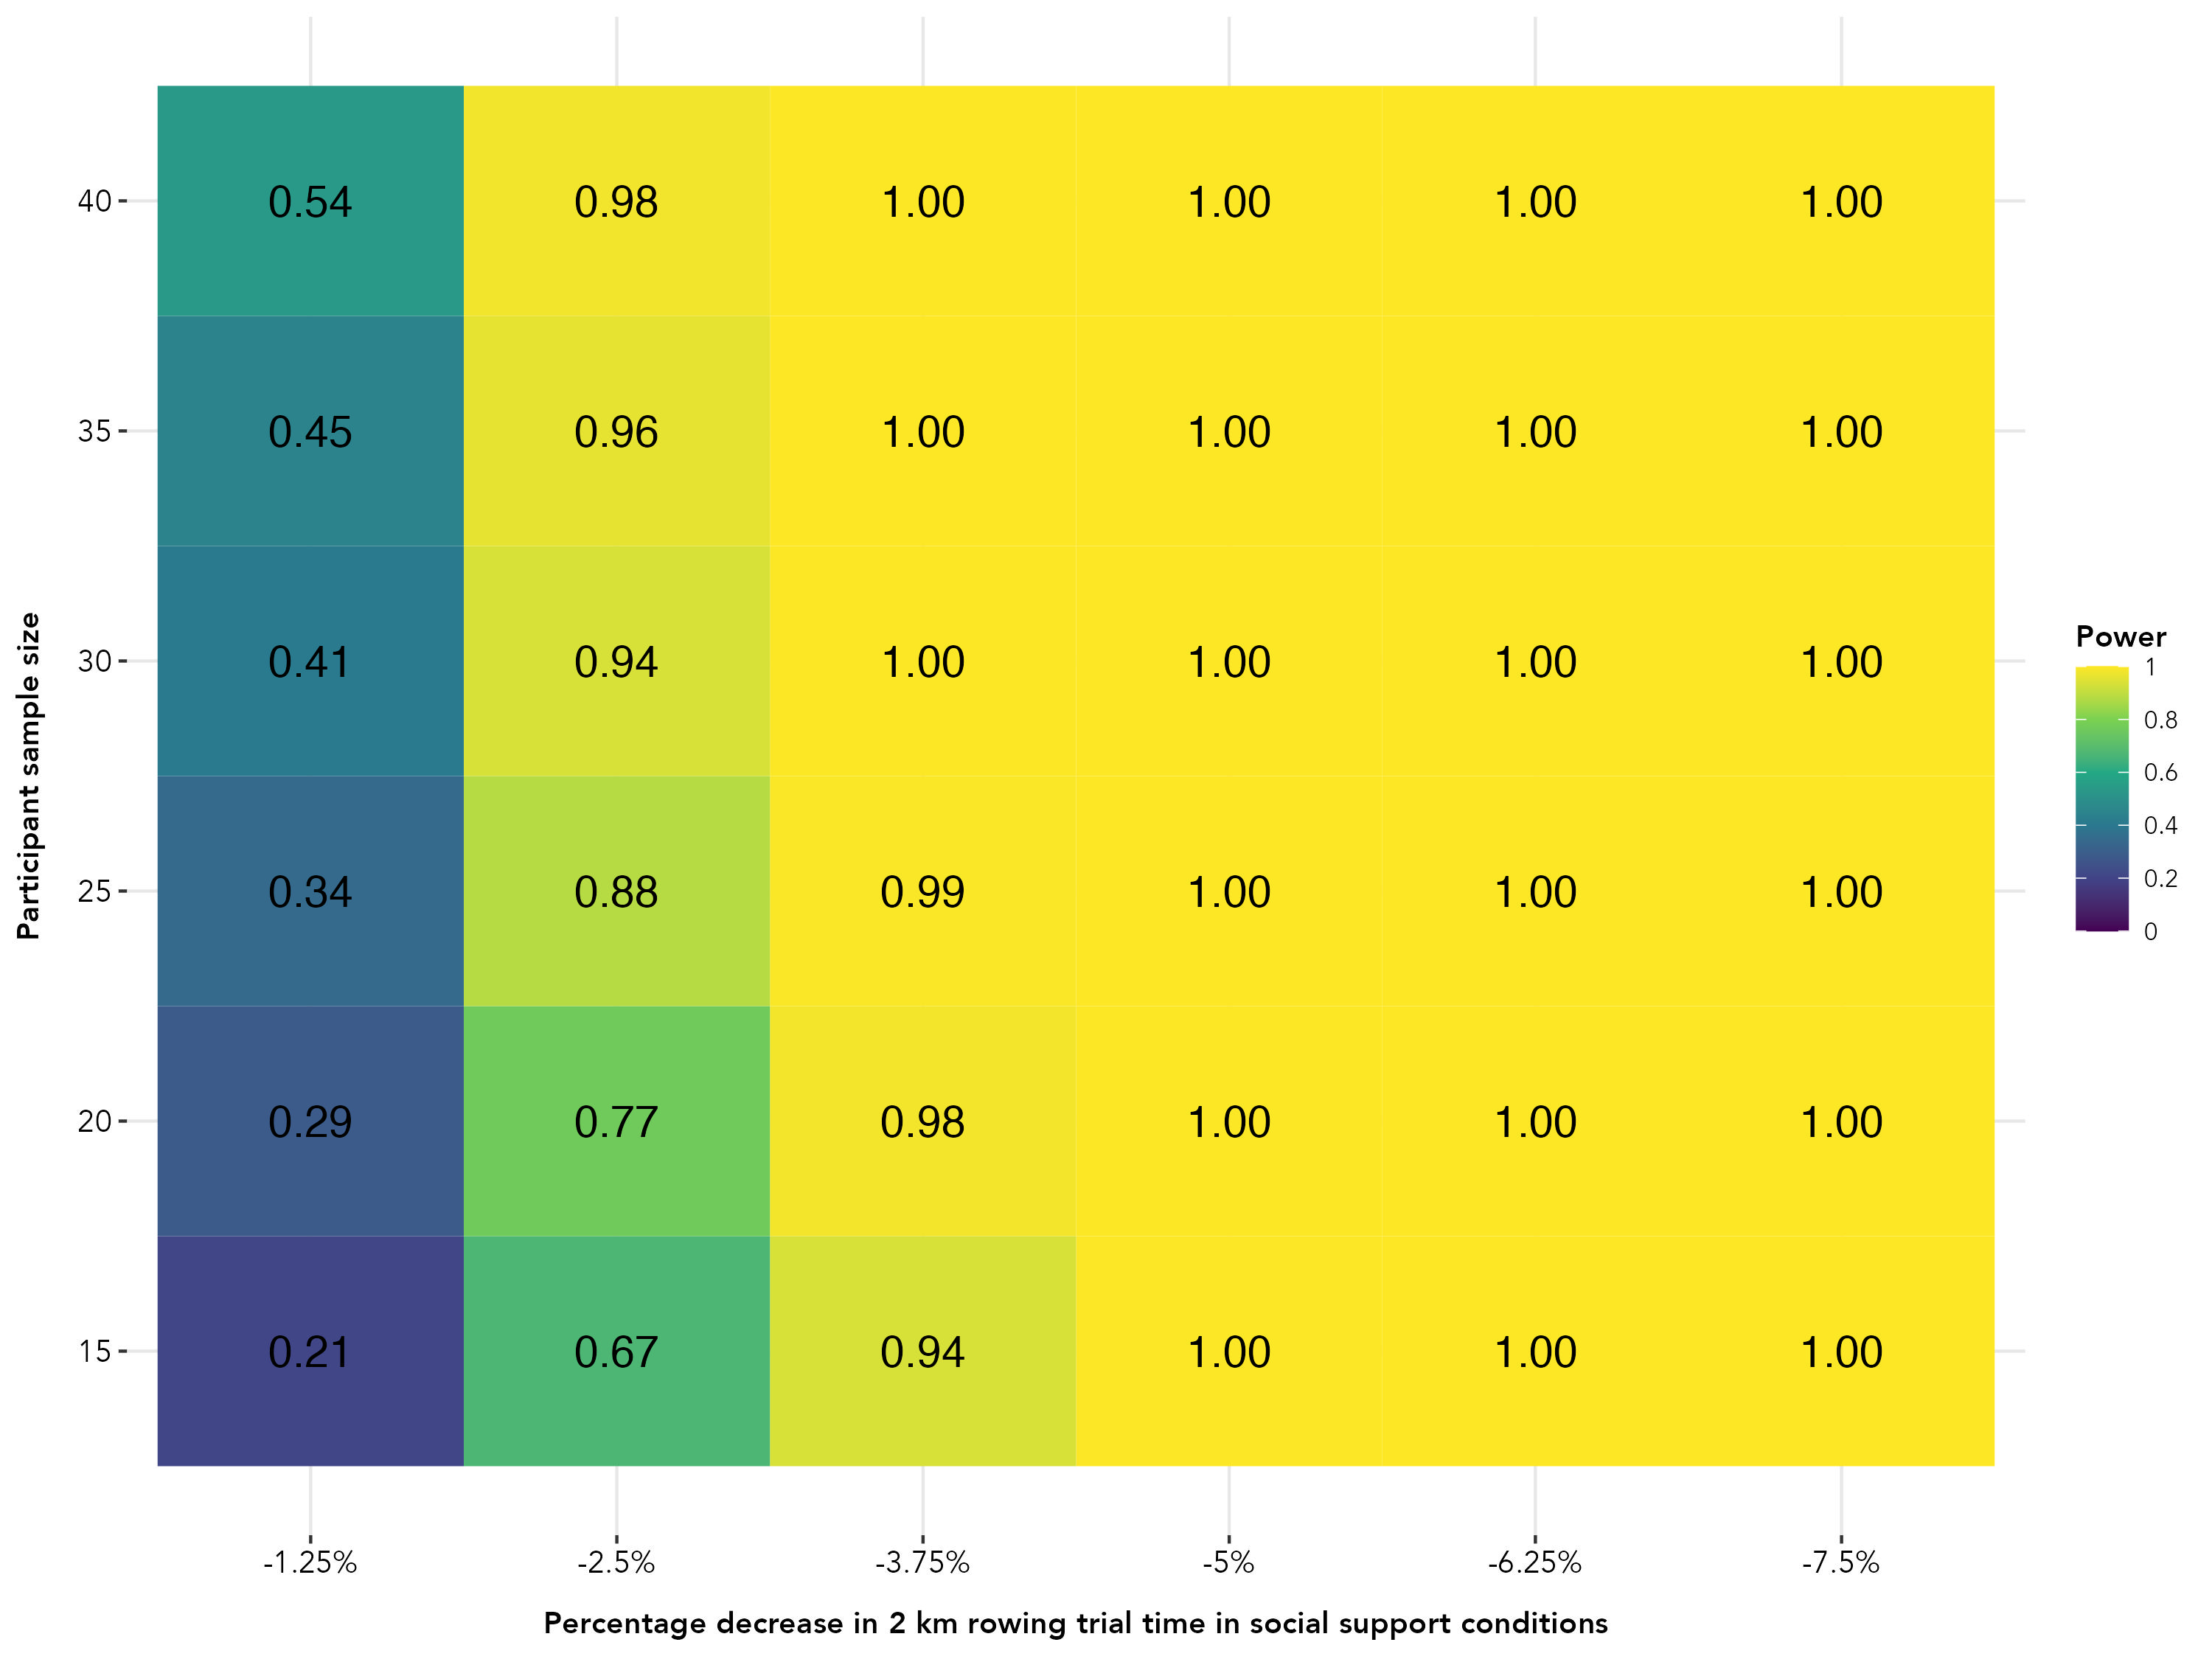 40 0.54 0.98 1.00 1.00 1.00 1.00
35 0.45 0.96 1.00 1.00 1.00 1.00
30 0.41 0.94 1.00 1.00 1.00 1.00
25 0.34 0.88 0.99 1.00 1.00 1.00
20 0.29 0.77 0.98 1.00 1.00 1.00
15 0.21 0.67 0.94 1.00 1.00 1.00
-1.25% -2.5% -3.75% -5% -6.25% -7.5%
Percentage decrease in 2 km rowing trial time in social support conditions
Participant sample size
Power
1
0.8
0.6
0.4
0.2
0